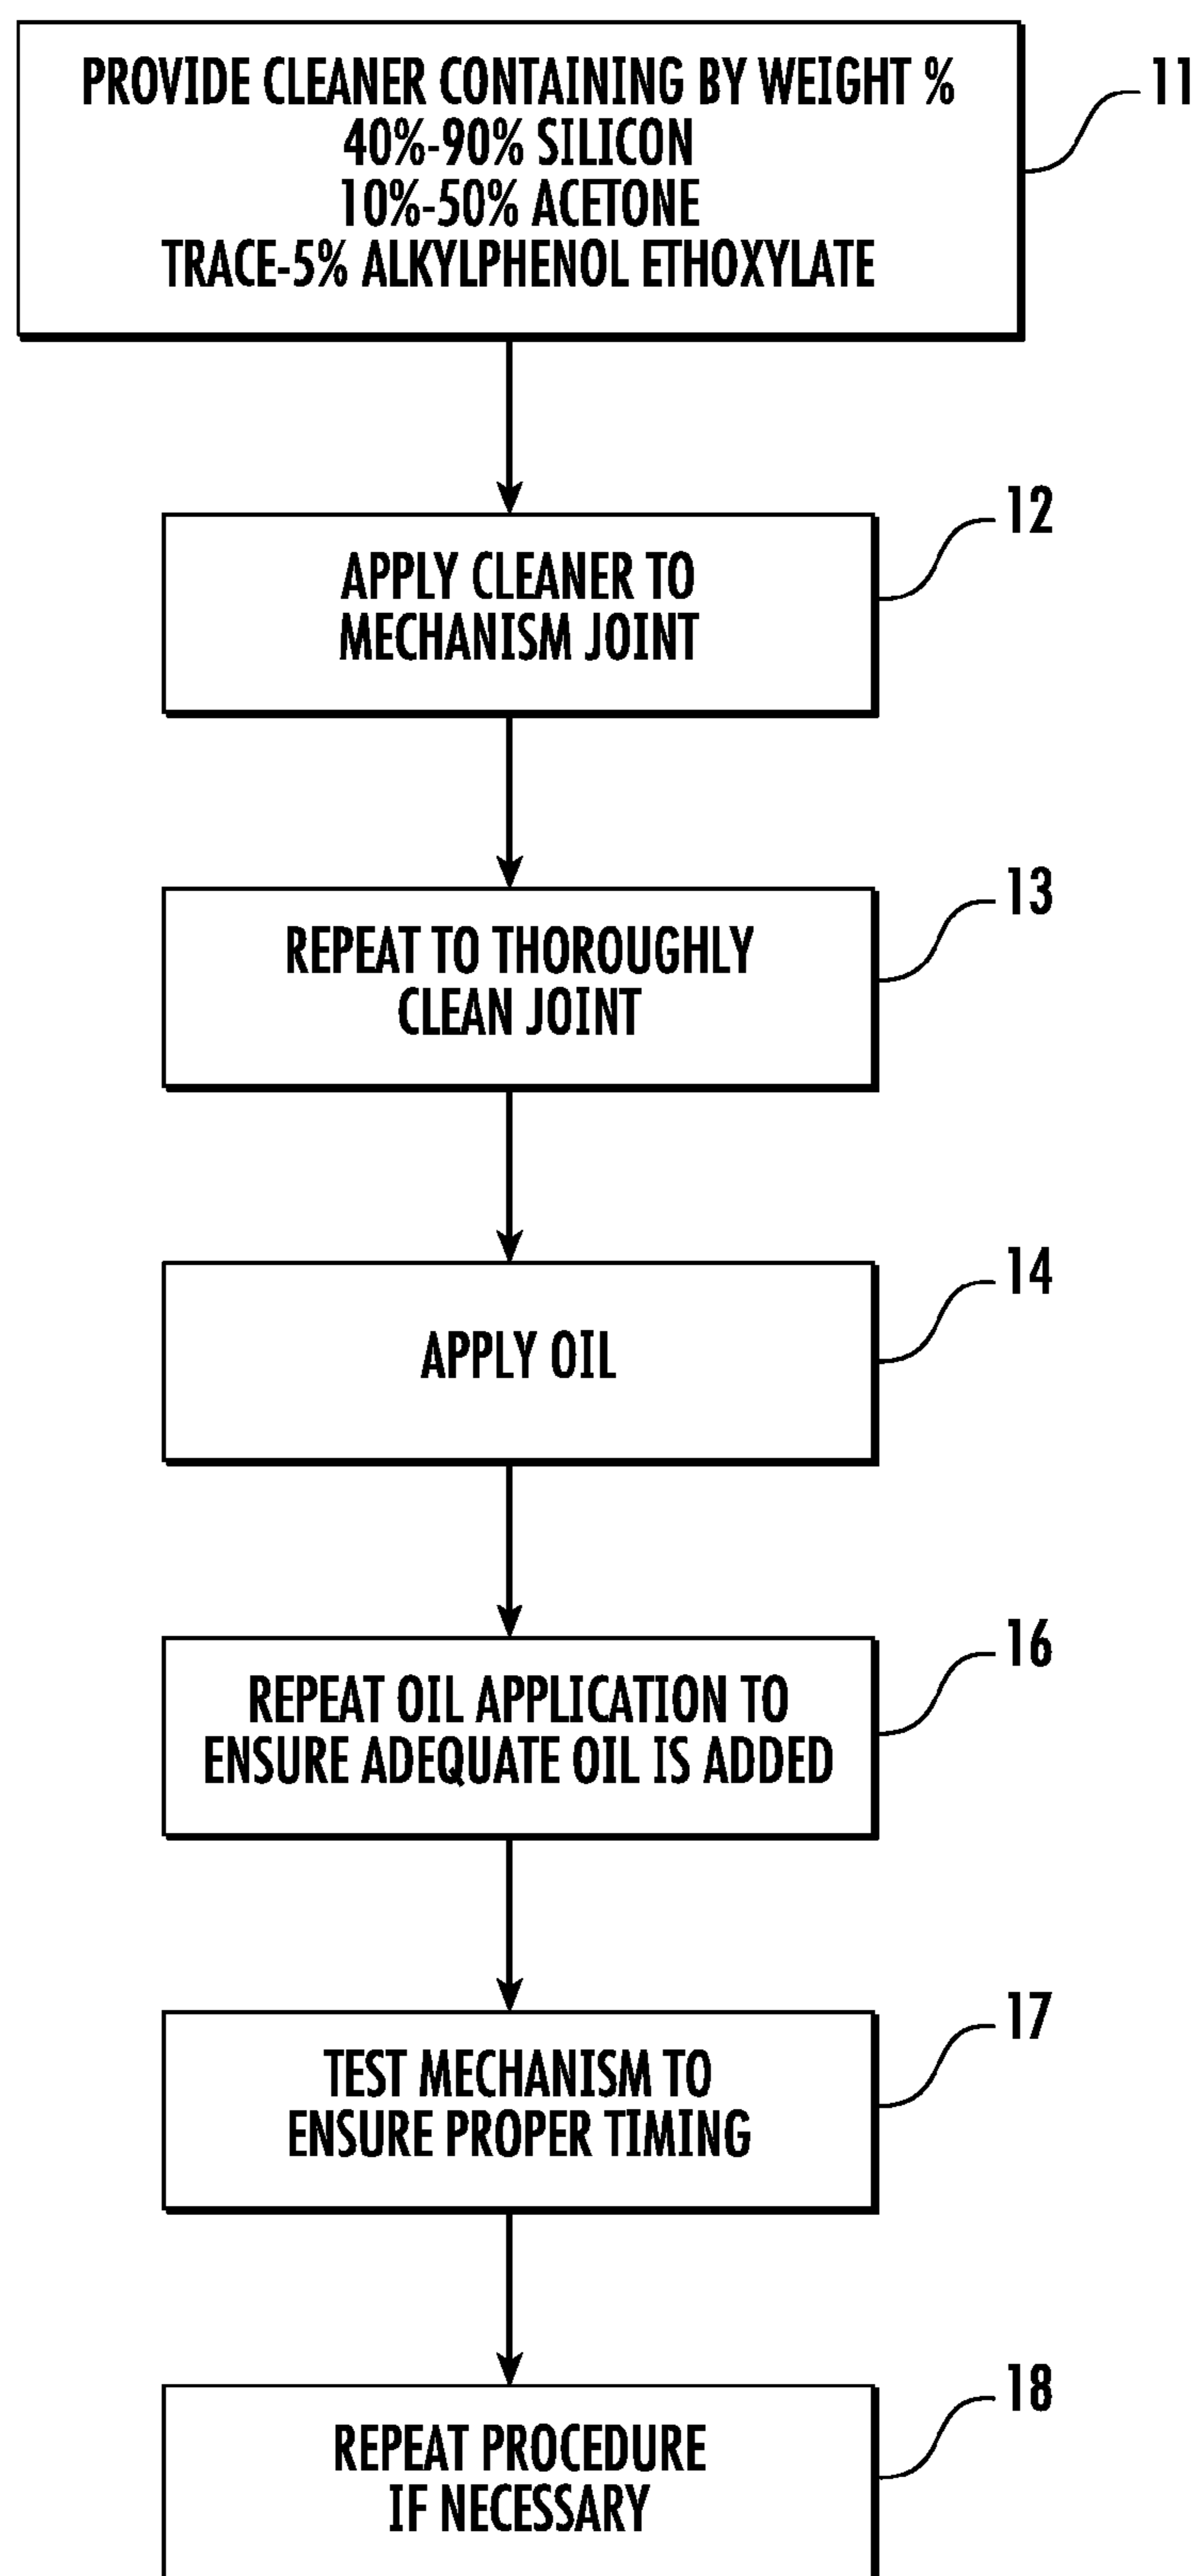 PROVIDE CLEANER CONTAINING BY WEIGHT %
40%-90% SILICON
10%-50% ACETONE
TRACE-5% ALKYLPHENOL ETHOXYLATE
11
APPLY CLEANER TO
MECHANISM JOINT
12
REPEAT TO THOROUGHLY
CLEAN JOINT
13
APPLY OIL
14
REPEAT OIL APPLICATION TO
ENSURE ADEQUATE OIL IS ADDED
16
TEST MECHANISM TO
ENSURE PROPER TIMING
17
REPEAT PROCEDURE
IF NECESSARY
18